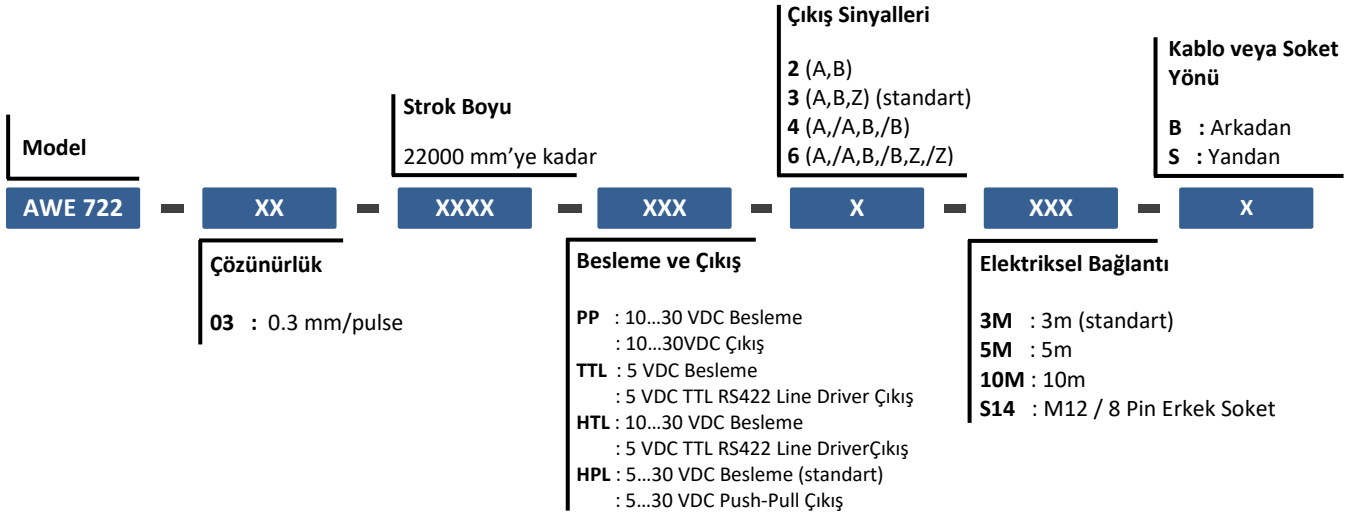 Çıkış Sinyalleri
2 (A,B)
3 (A,B,Z) (standart)
4 (A,/A,B,/B)
6 (A,/A,B,/B,Z,/Z)
Kablo veya Soket
Yönü
B : Arkadan
S : Yandan
Strok Boyu
22000 mm’ye kadar
Model
AWE 722 – XX – XXXX – XXX – X – XXX – X
Çözünürlük
03 : 0.3 mm/pulse
Besleme ve Çıkış
PP : 10...30 VDC Besleme
: 10...30VDC Çıkış
TTL : 5 VDC Besleme
: 5 VDC TTL RS422 Line Driver Çıkış
HTL : 10...30 VDC Besleme
: 5 VDC TTL RS422 Line DriverÇıkış
HPL : 5...30 VDC Besleme (standart)
: 5...30 VDC Push-Pull Çıkış
Elektriksel Bağlantı
3M : 3m (standart)
5M : 5m
10M : 10m
S14 : M12 / 8 Pin Erkek Soket